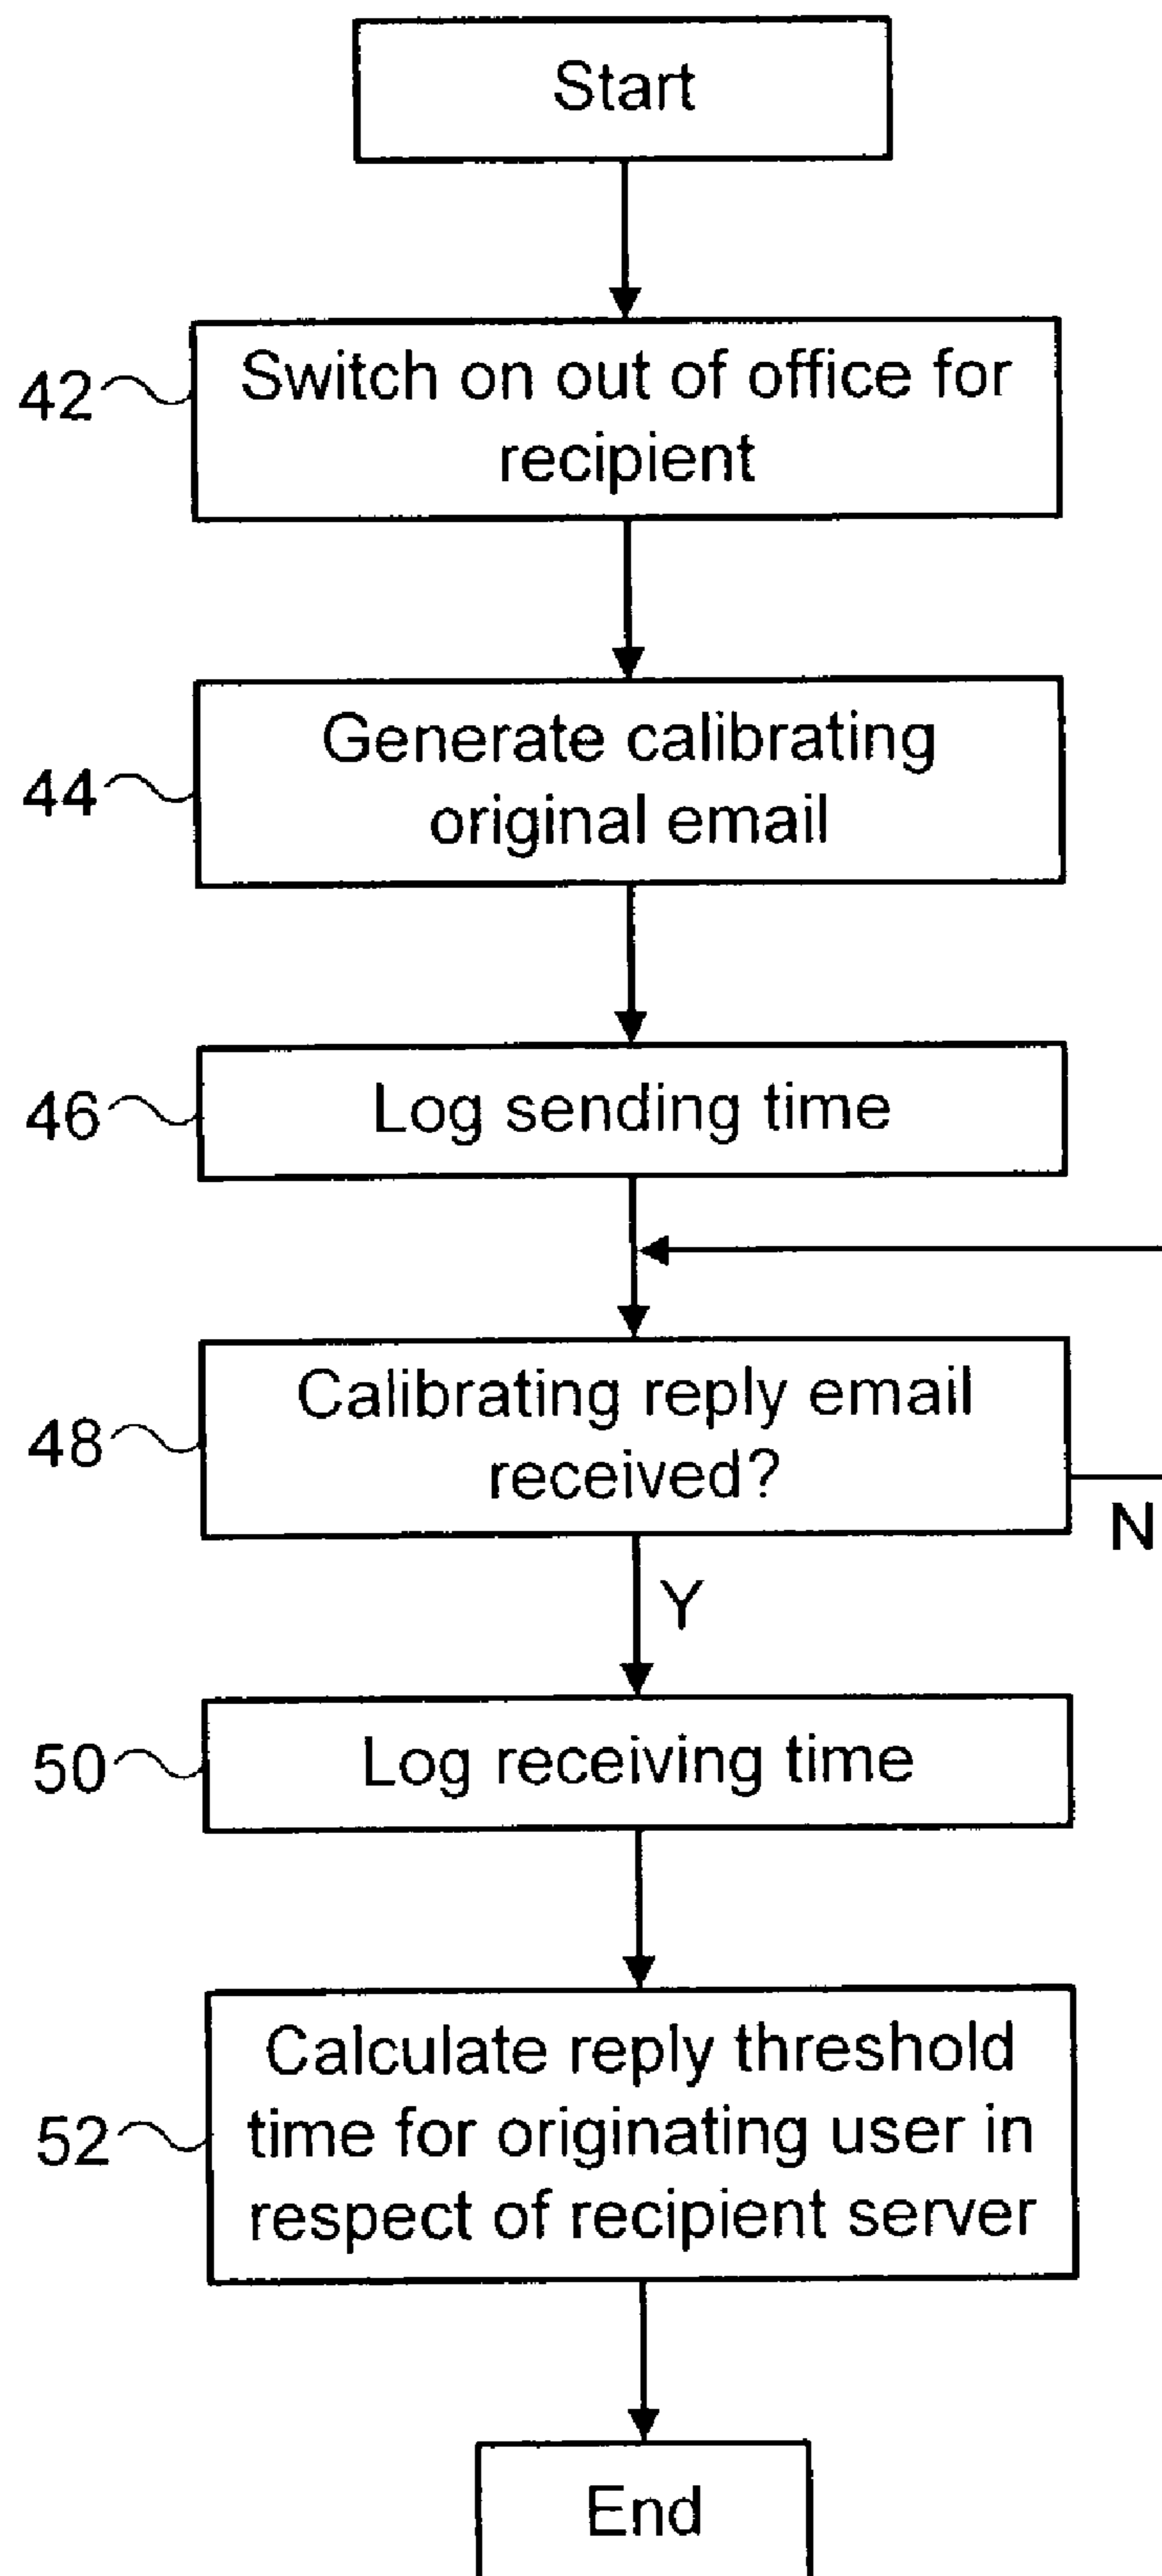 Start
42
Switch on out of office for
recipient
44
Generate calibrating
original email
46
Log sending time
48
Calibrating reply email
received?
N
Y
50
Log receiving time
52
Calculate reply threshold
time for originating user in
respect of recipient server
End